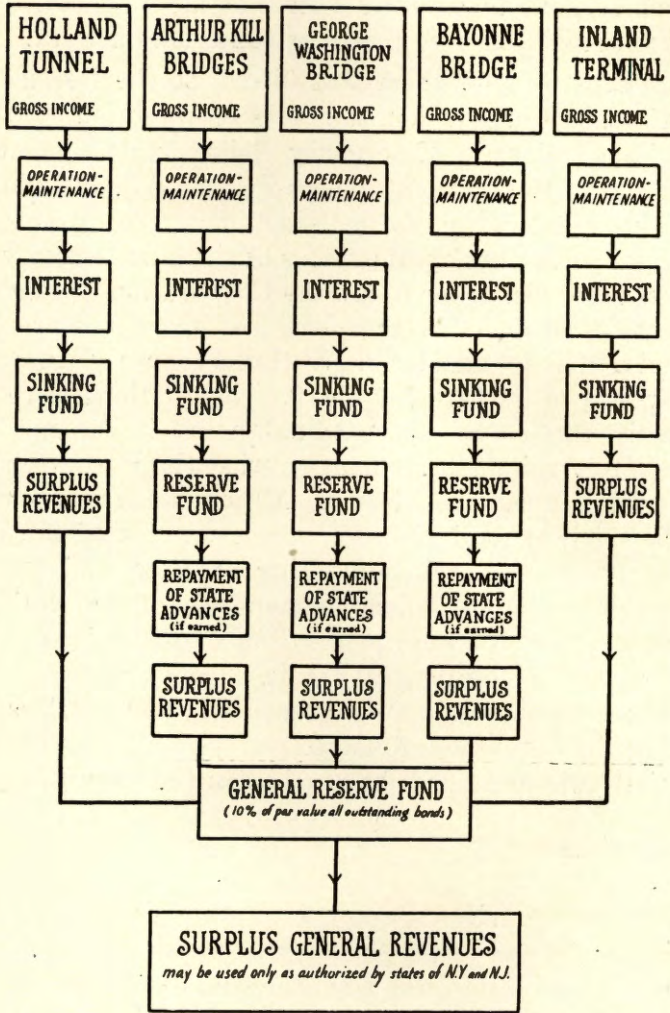 HOLLAND
TUNNEL
GROSS INCOME
OPERATION-
MAINTENANCE
INTEREST
SINKING
FUND
SURPLUS
REVENUES
ARTHUR KILL
BRIDGES
GROSS INCOME
OPERATION-
MAINTENANCE
INTEREST
SINKING
FUND
RESERVE
FUND
REPAYMENT
OF STATE
ADVANCES
(if earned)
SURPLUS
REVENUES
GEORGE
WASHINGTON
BRIDGE
GROSS INCOME
OPERATION-
MAINTENANCE
INTEREST
SINKING
FUND
RESERVE
FUND
REPAYMENT
OF STATE
ADVANCES
(if earned)
SURPLUS
REVENUES
BAYONNE
BRIDGE
GROSS INCOME
OPERATION-
MAINTENANCE
INTEREST
SINKING
FUND
RESERVE
FUND
REPAYMENT
OF STATE
ADVANGES
(if earned)
SURPLUS
REVENUES
INLAND
TERMINAL
GROSS INCOME
OPERATION-
MAINTENANCE
INTEREST
SINKING
FUND
SURPLUS
REVENUES
GENERAL RESERVE FUND
(10% of par value all outstanding bonds)
SURPLUS GENERAL REVENUES
may be used only as authorized by states of N.Y and N.J.